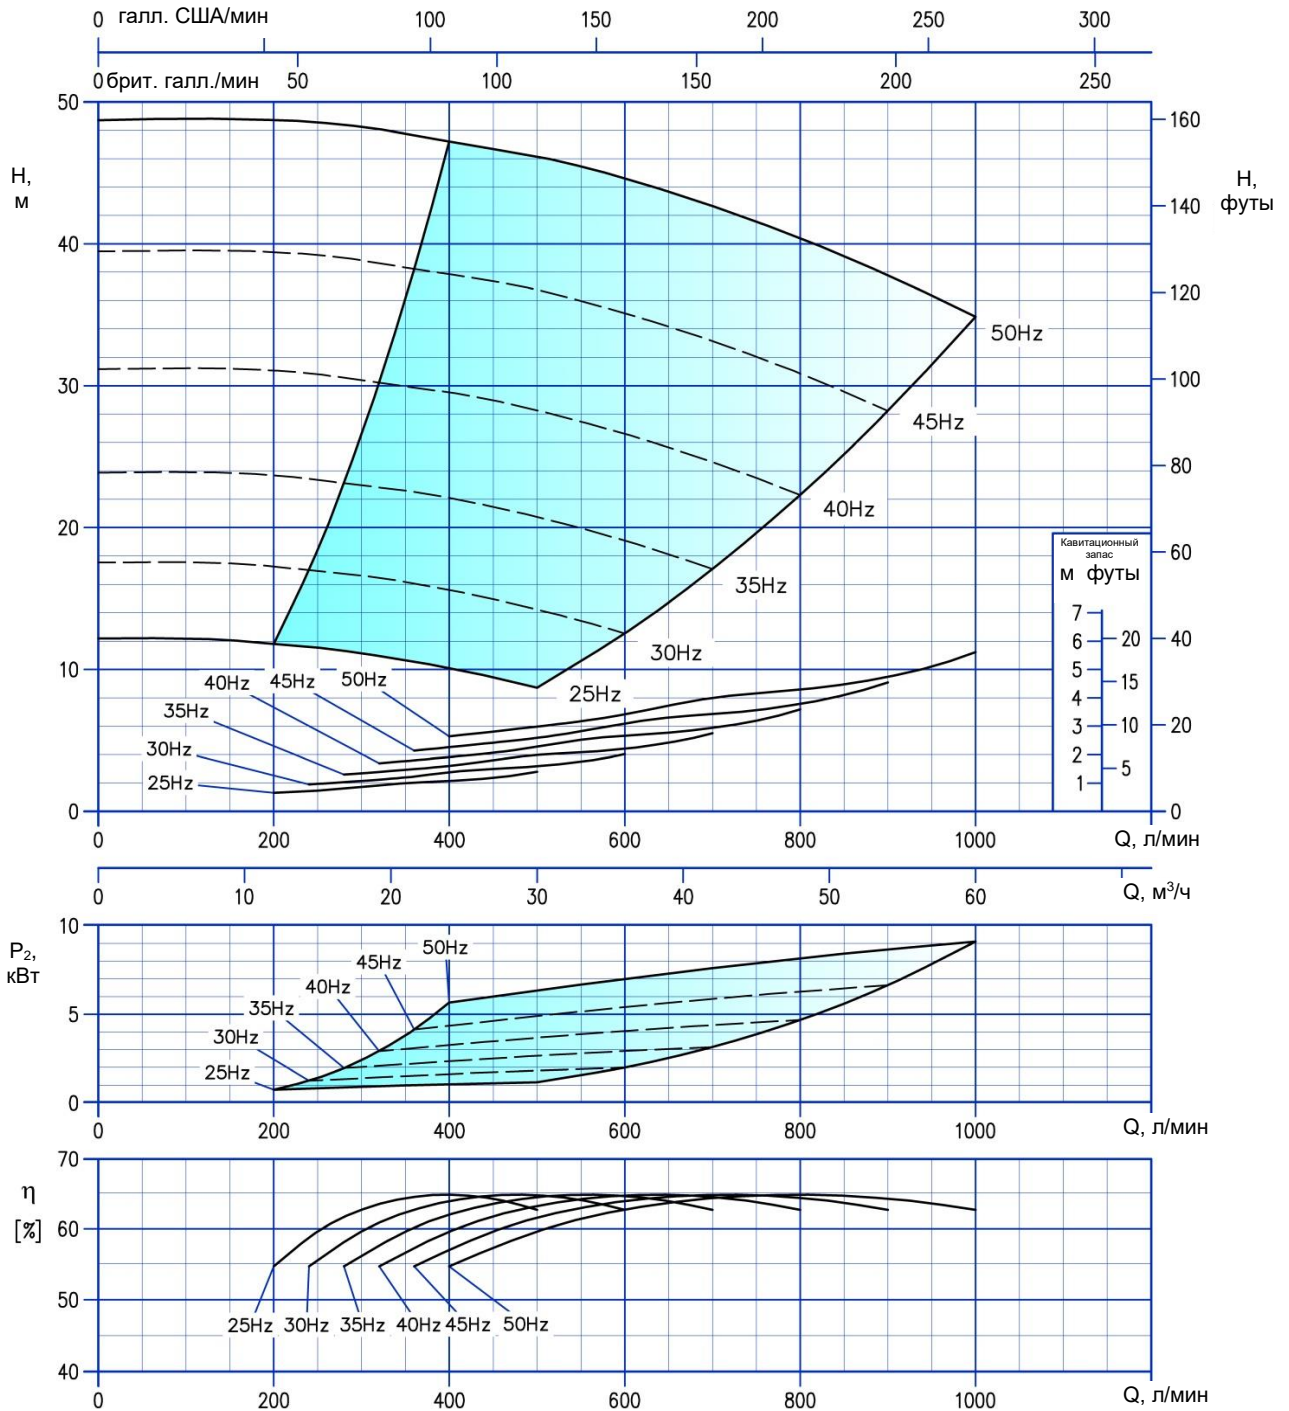 0 галл. США/мин 100 150 200 250 300
0 брит. галл./мин 50 100 150 200 250
50 160
H,
м
H,
футы
140
40
120
50Hz
30 100
45Hz
80
40Hz
20
Кавитационный
запас
60
м футы
35Hz
7
6 20 40
30Hz
10 5 15
40Hz 45Hz 50Hz 25Hz
35Hz 4
3 10 20
30Hz 2 5
25Hz 1
0 0
0 200 400 600 800 1000 Q, л/мин
0 10 20 30 40 50 60 Q, м³/ч
10
P₂,
кВт
50Hz
45Hz
40Hz
35Hz
5
30Hz
25Hz
0
0 200 400 600 800 1000 Q, л/мин
70
η
[%]
60
50
25Hz 30Hz 35Hz 40Hz 45Hz 50Hz
40
0 200 400 600 800 1000 Q, л/мин